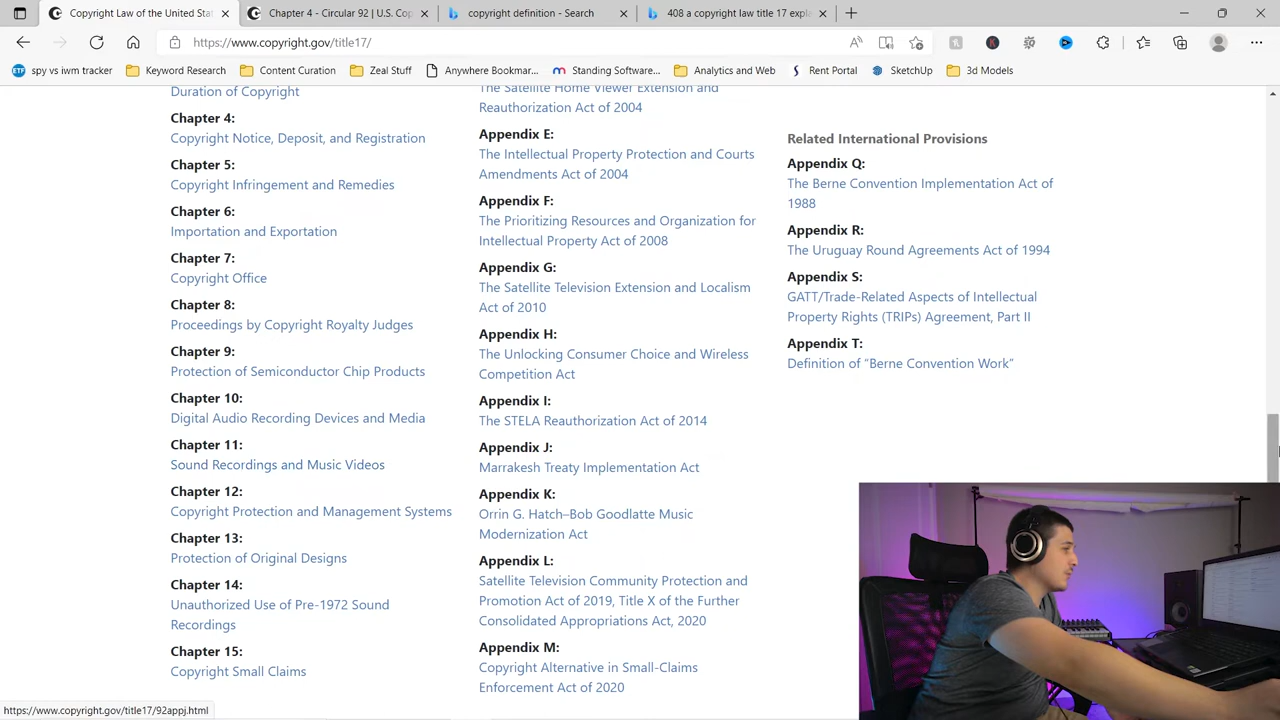 Copyright Law of the United Stat
Chapter 4 - Circular 92 | U.S. Cop
copyright definition - Search
408 a copyright law title 17 expla
https://www.copyright.gov/title17/
spy vs iwm tracker
Keyword Research
Content Curation
Zeal Stuff
Anywhere Bookmar...
Standing Software...
Analytics and Web
Rent Portal
SketchUp
3d Models
Duration of Copyright
Chapter 4:
Copyright Notice, Deposit, and Registration
Chapter 5:
Copyright Infringement and Remedies
Chapter 6:
Importation and Exportation
Chapter 7:
Copyright Office
Chapter 8:
Proceedings by Copyright Royalty Judges
Chapter 9:
Protection of Semiconductor Chip Products
Chapter 10:
Digital Audio Recording Devices and Media
Chapter 11:
Sound Recordings and Music Videos
Chapter 12:
Copyright Protection and Management Systems
Chapter 13:
Protection of Original Designs
Chapter 14:
Unauthorized Use of Pre-1972 Sound
Recordings
Chapter 15:
Copyright Small Claims
The Satellite Home Viewer Extension and
Reauthorization Act of 2004
Appendix E:
The Intellectual Property Protection and Courts
Amendments Act of 2004
Appendix F:
The Prioritizing Resources and Organization for
Intellectual Property Act of 2008
Appendix G:
The Satellite Television Extension and Localism
Act of 2010
Appendix H:
The Unlocking Consumer Choice and Wireless
Competition Act
Appendix I:
The STELA Reauthorization Act of 2014
Appendix J:
Marrakesh Treaty Implementation Act
Appendix K:
Orrin G. Hatch–Bob Goodlatte Music
Modernization Act
Appendix L:
Satellite Television Community Protection and
Promotion Act of 2019, Title X of the Further
Consolidated Appropriations Act, 2020
Appendix M:
Copyright Alternative in Small-Claims
Enforcement Act of 2020
Related International Provisions
Appendix Q:
The Berne Convention Implementation Act of
1988
Appendix R:
The Uruguay Round Agreements Act of 1994
Appendix S:
GATT/Trade-Related Aspects of Intellectual
Property Rights (TRIPs) Agreement, Part II
Appendix T:
Definition of “Berne Convention Work”
https://www.copyright.gov/title17/92appj.html